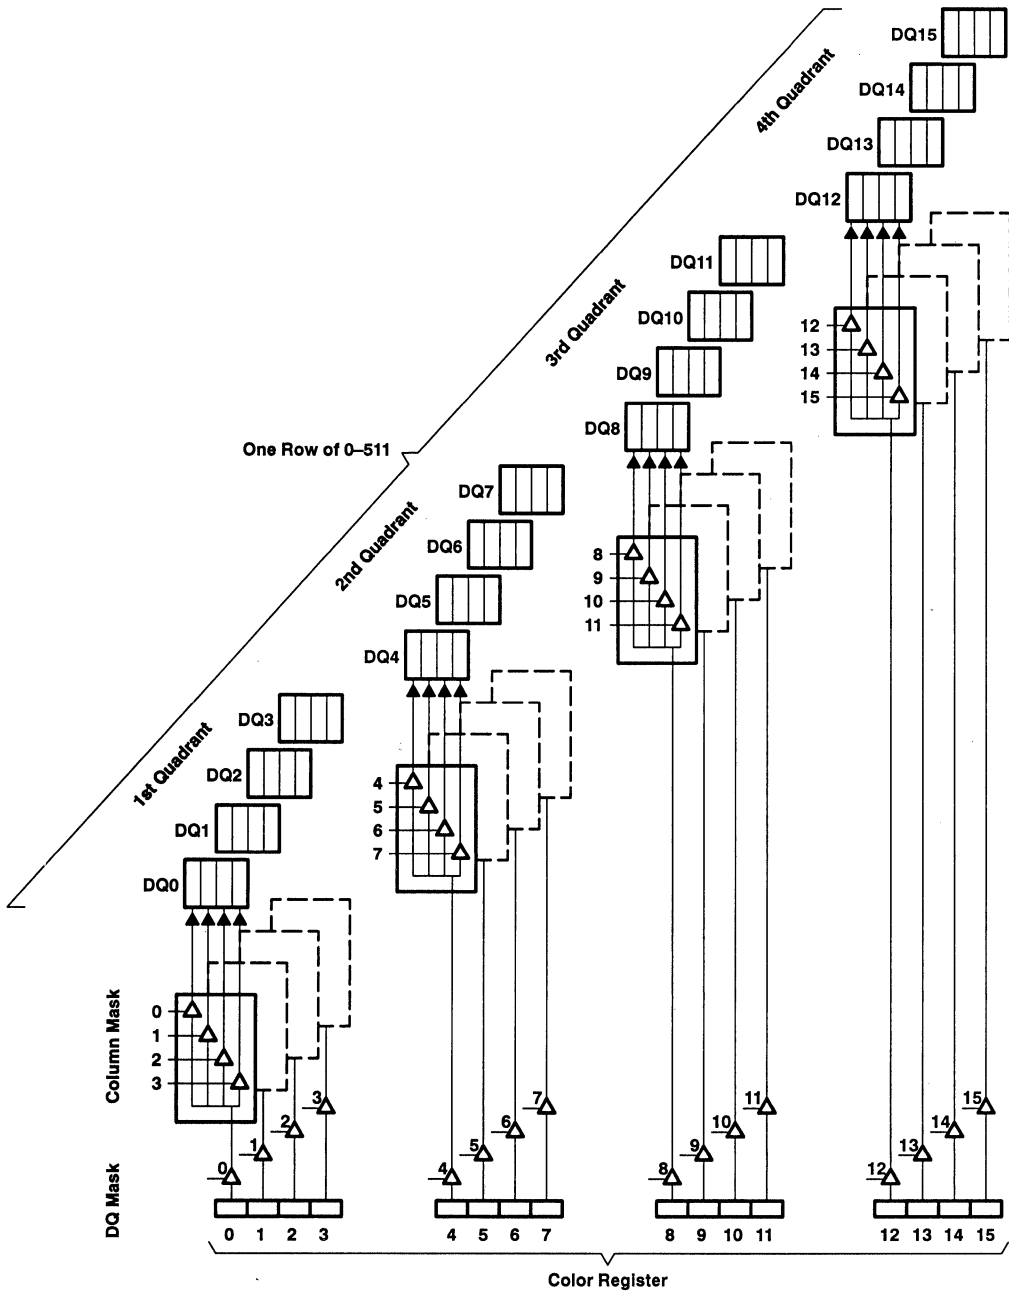 DQ15
DQ14
4th Quadrant
DQ13
DQ12
DQ11
3rd Quadrant
DQ10
12
13
14
15
DQ9
DQ8
One Row of 0–511
DQ7
2nd Quadrant
DQ6
8
9
10
11
DQ5
DQ4
DQ3
1st Quadrant
DQ2
4
5
6
7
DQ1
DQ0
Column Mask
0
1
2
3
DQ Mask
0 1 2 3
4 5 6 7
8 9 10 11
12 13 14 15
0 1 2 3 4 5 6 7 8 9 10 11 12 13 14 15
Color Register